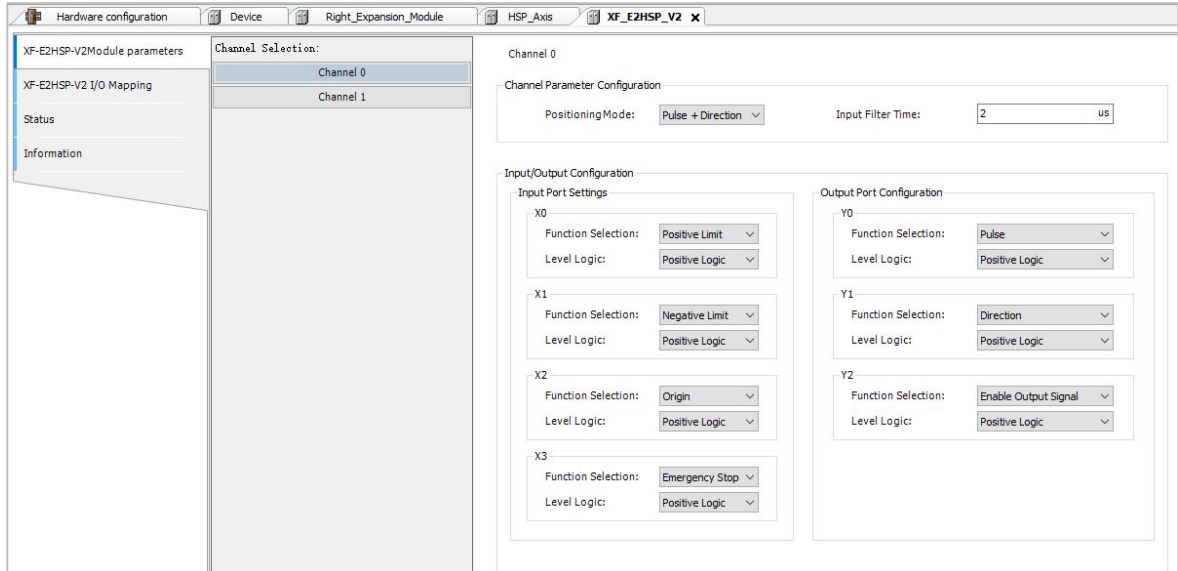 Hardware configuration Device Right_Expansion_Module HSP_Axis XF_E2HSP_V2 x
XF-E2HSP-V2Module parameters
XF-E2HSP-V2 I/O Mapping
Status
Information
Channel Selection:
Channel 0
Channel 1
Channel 0
Channel Parameter Configuration
PositioningMode: Pulse + Direction Input Filter Time: 2 us
Input/Output Configuration
Input Port Settings
X0
Function Selection: Positive Limit
Level Logic: Positive Logic
X1
Function Selection: Negative Limit
Level Logic: Positive Logic
X2
Function Selection: Origin
Level Logic: Positive Logic
X3
Function Selection: Emergency Stop
Level Logic: Positive Logic
Output Port Configuration
Y0
Function Selection: Pulse
Level Logic: Positive Logic
Y1
Function Selection: Direction
Level Logic: Positive Logic
Y2
Function Selection: Enable Output Signal
Level Logic: Positive Logic